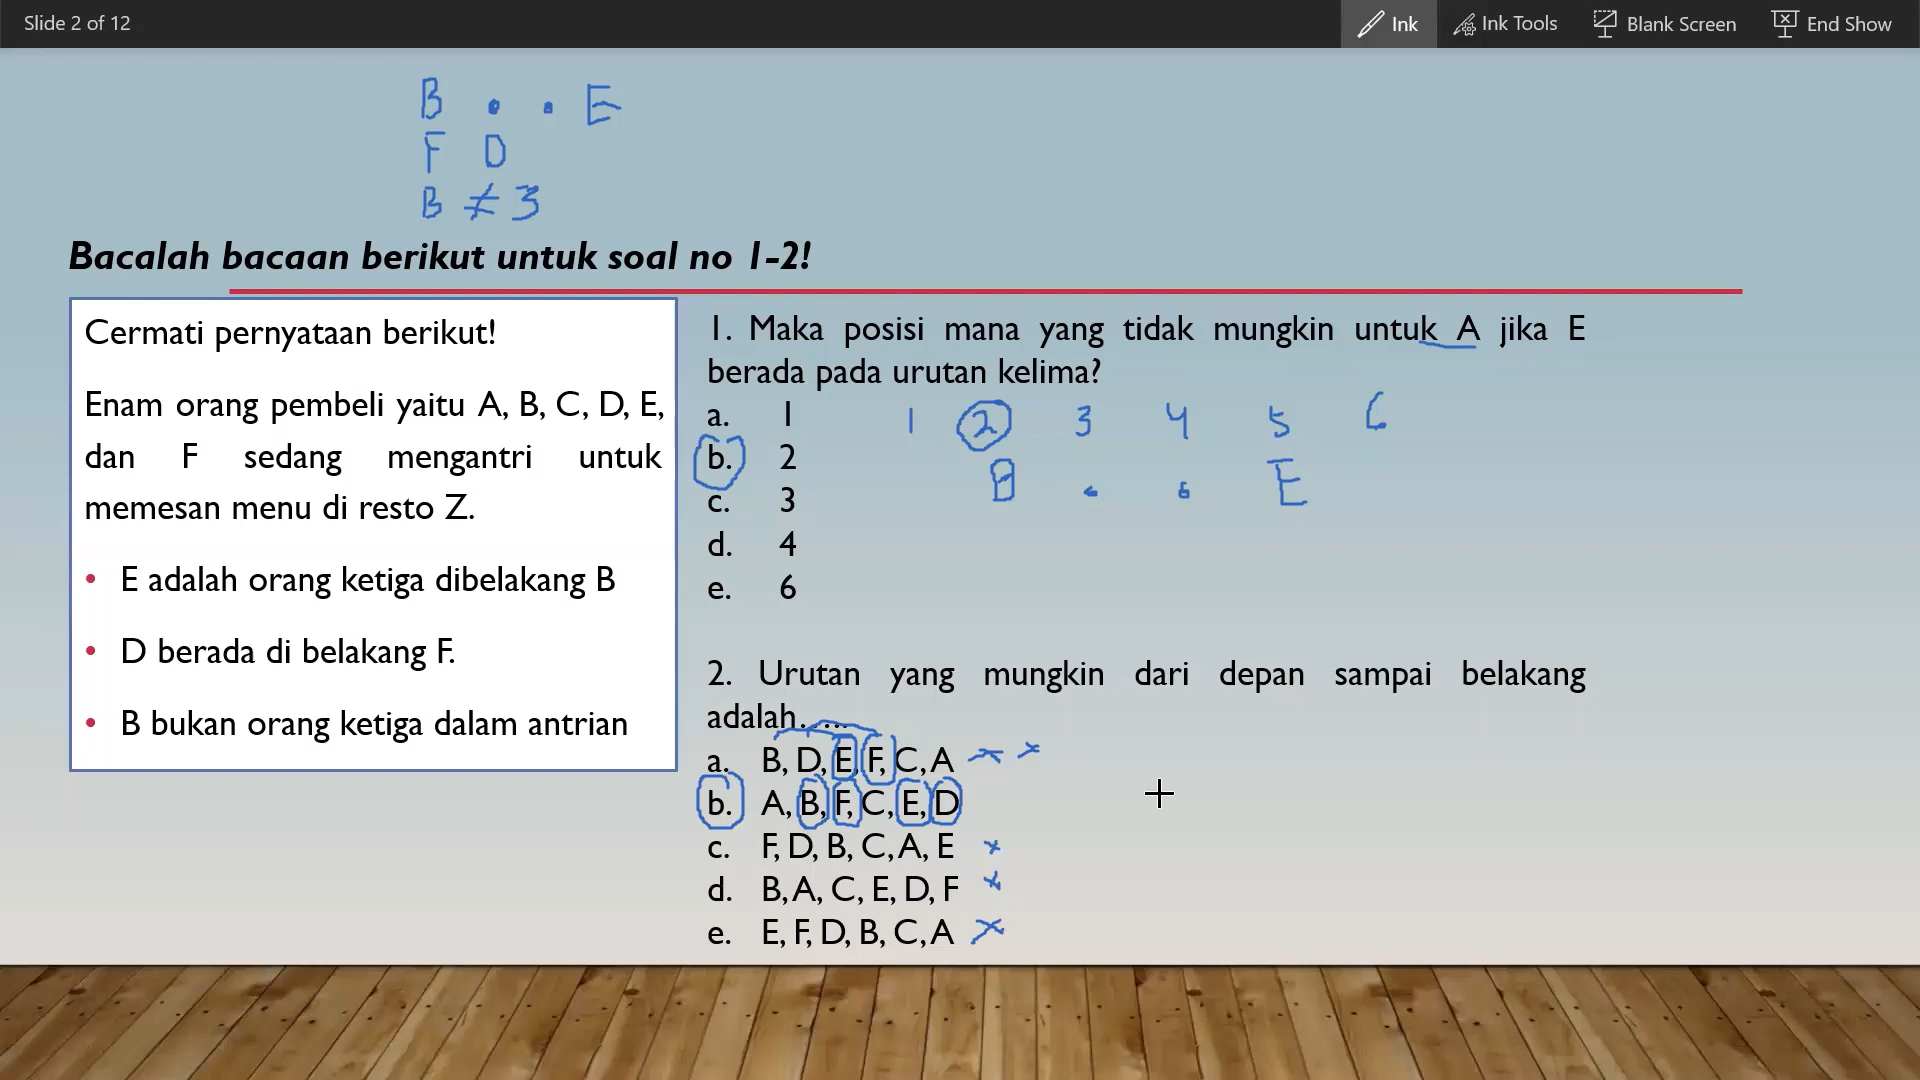 Slide 2 of 12
Ink
Ink Tools
Blank Screen
End Show
B . . E
F D
B ≠ 3
Bacalah bacaan berikut untuk soal no 1-2!
Cermati pernyataan berikut!
Enam orang pembeli yaitu A, B, C, D, E,
dan F sedang mengantri untuk
memesan menu di resto Z.
• E adalah orang ketiga dibelakang B
• D berada di belakang F.
• B bukan orang ketiga dalam antrian
1. Maka posisi mana yang tidak mungkin untuk A jika E
berada pada urutan kelima?
a. 1
b. 2
c. 3
d. 4
e. 6
1 2 3 4 5 6
B . . E
2. Urutan yang mungkin dari depan sampai belakang
adalah.....
a. B, D, E, F, C, A x x
b. A, B, F, C, E, D
c. F, D, B, C, A, E x
d. B, A, C, E, D, F x
e. E, F, D, B, C, A x